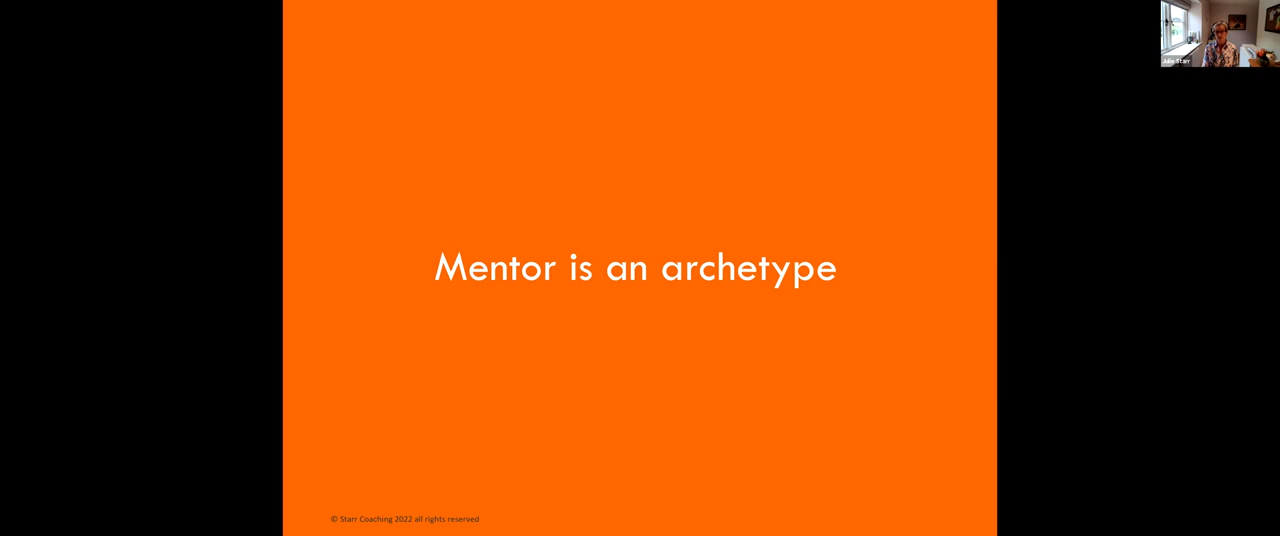 Julie Starr
Mentor is an archetype
© Starr Coaching 2022 all rights reserved